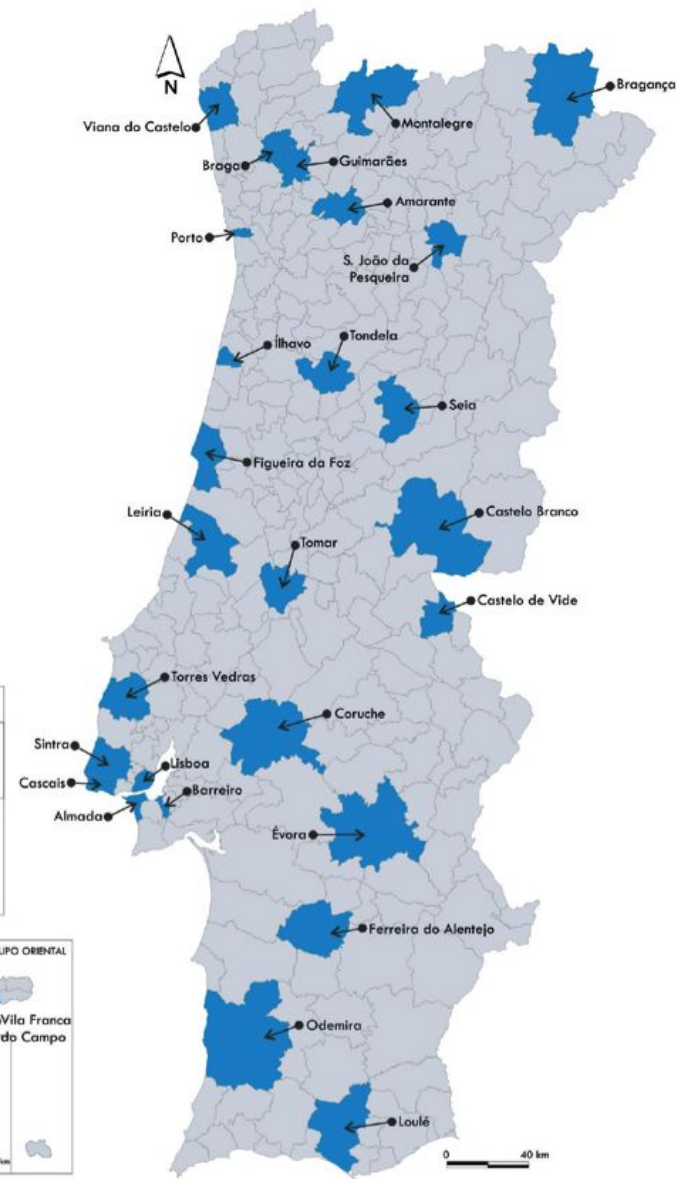 N
Bragança
Viana do Castelo
Montalegre
Braga
Guimarães
Amarante
Porto
S. João da
Pesqueira
Ílhavo
Tondela
Seia
Figueira da Foz
Leiria
Castelo Branco
Tomar
Castelo de Vide
Torres Vedras
Coruche
Sintra
Lisboa
Cascais
Barreiro
Almada
Évora
Ferreira do Alentejo
UPO ORIENTAL
Vila Franca
do Campo
Odemira
Loulé
0 40 km